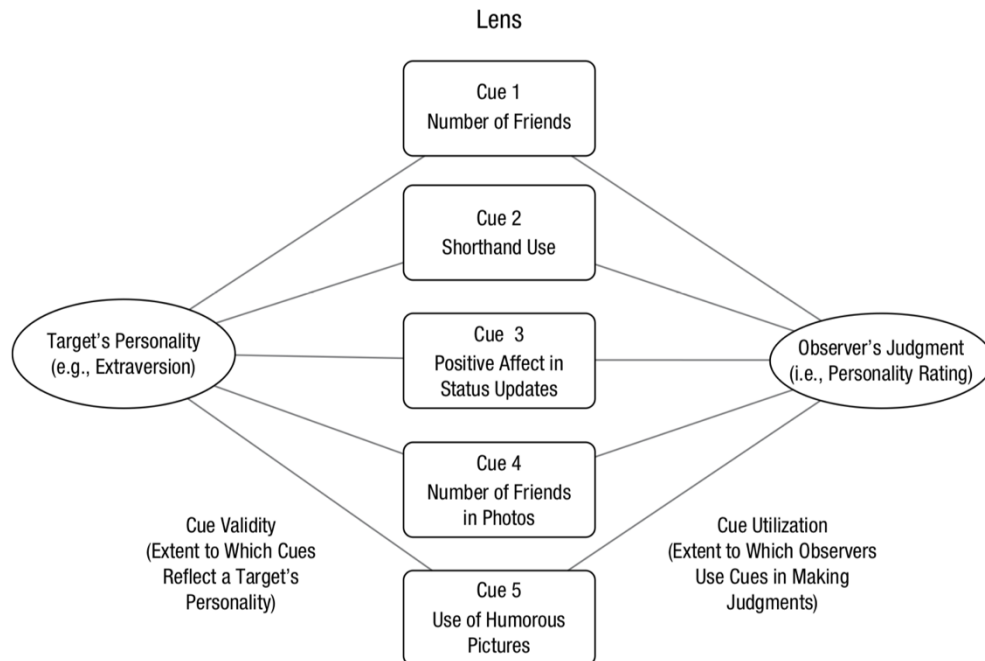 Lens
Cue 1
Number of Friends
Cue 2
Shorthand Use
Target's Personality
(e.g., Extraversion)
Cue 3
Positive Affect in
Status Updates
Observer's Judgment
(i.e., Personality Rating)
Cue 4
Number of Friends
in Photos
Cue Validity
(Extent to Which Cues
Reflect a Target's
Personality)
Cue Utilization
(Extent to Which Observers
Use Cues in Making
Judgments)
Cue 5
Use of Humorous
Pictures